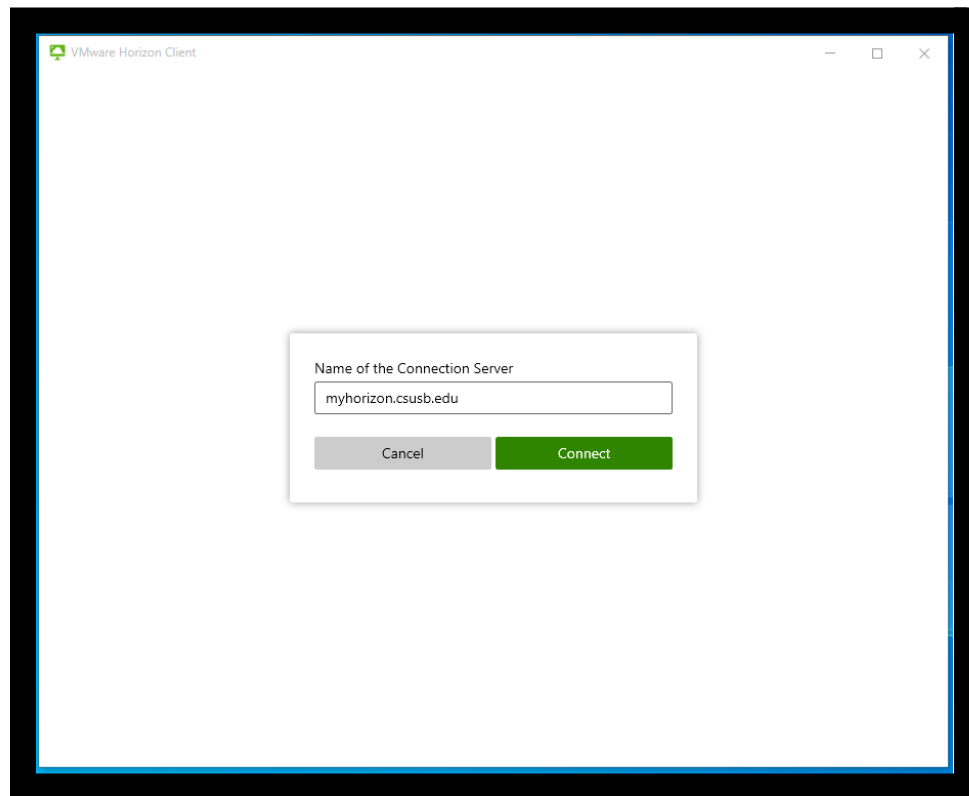 VMware Horizon Client
Name of the Connection Server
myhorizon.csusb.edu
Cancel Connect